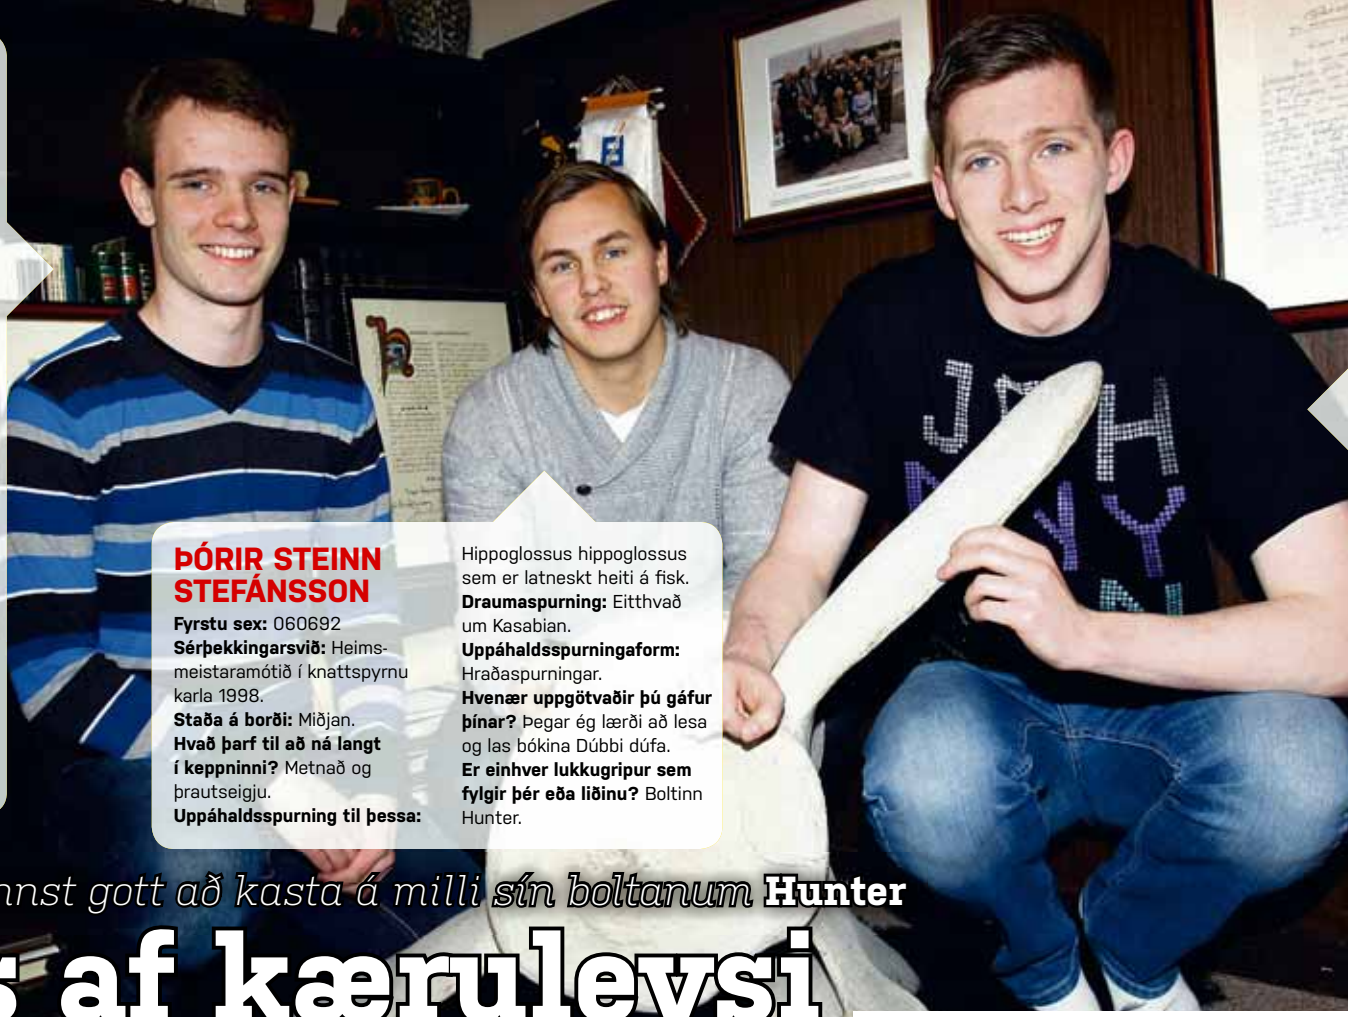 ÞÓRIR STEINN
STEFÁNSSON
Fyrstu sex: 060692
Sérþekkingarsvið: Heims-
meistaramótið í knattspyrnu
karla 1998.
Staða á borði: Miðjan.
Hvað þarf til að ná langt
í keppninni? Metnað og
þrautseigju.
Uppáhaldsspurning til þessa:
Hippoglossus hippoglossus
sem er latneskt heiti á fisk.
Draumaspurning: Eitthvað
um Kasabian.
Uppáhaldsspurningaform:
Hraðaspurningar.
Hvenær uppgötvaðir þú gáfur
þínar? Þegar ég lærði að lesa
og las bókina Dúbbi dúfa.
Er einhver lukkugripur sem
fylgir þér eða liðinu? Boltinn
Hunter.
nnst gott að kasta á milli sín boltanum Hunter
s af kæruleysi